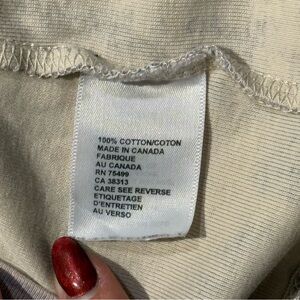 100% COTTON/COTON
MADE IN CANADA
FABRIQUE
AU CANADA
RN 75499
CA 38313
CARE SEE REVERSE
ETIQUETAGE
D'ENTRETIEN
AU VERSO